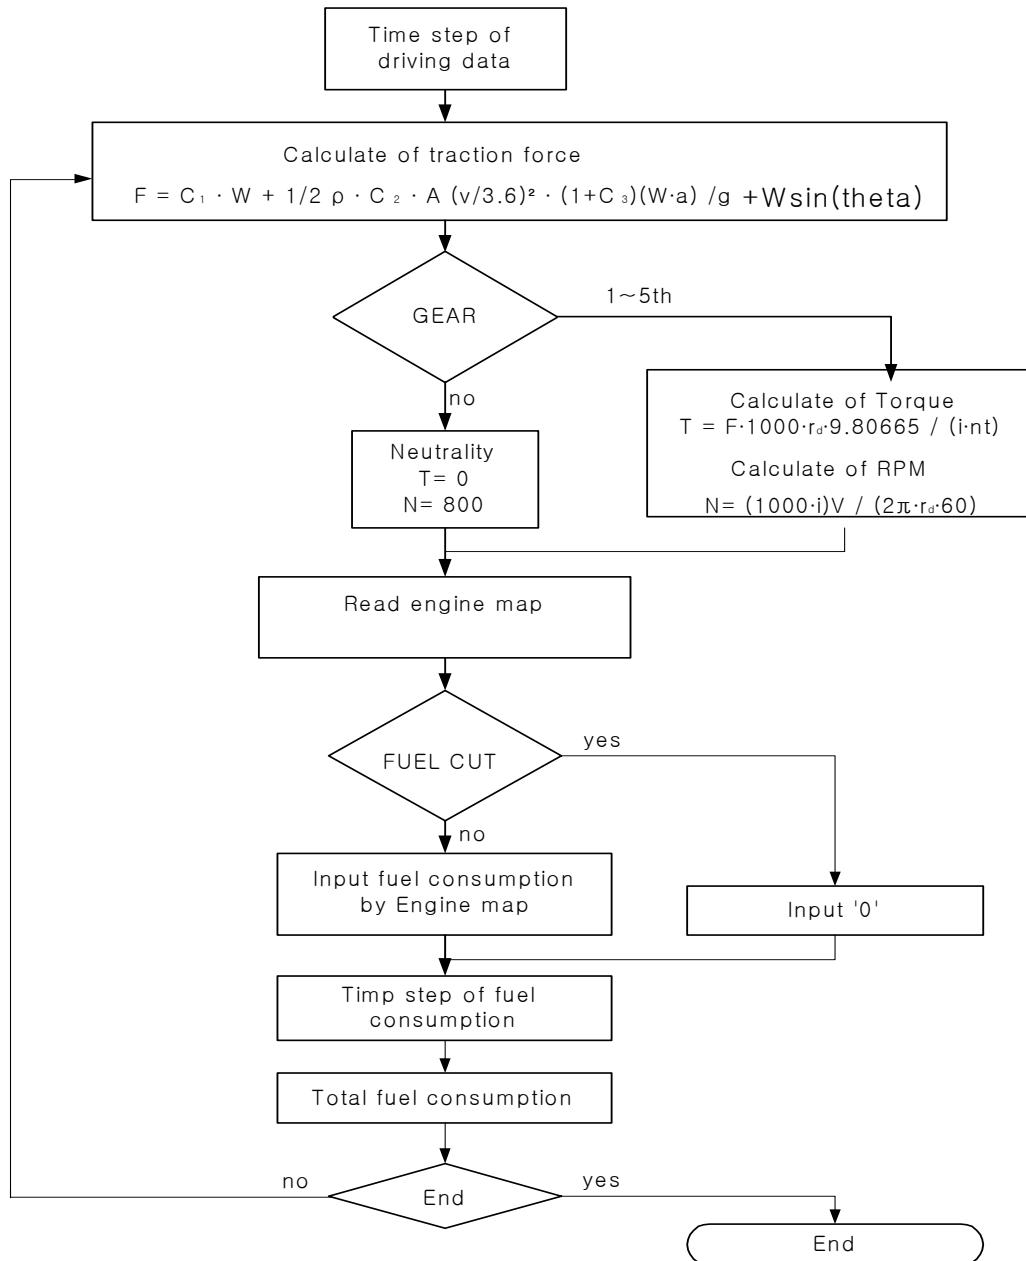 Time step of
driving data
Calculate of traction force
F = C₁ · W + 1/2 ρ · C₂ · A (v/3.6)² · (1+C₃)(W·a) /g +Wsin(theta)
GEAR
1~5th
no
Neutrality
T= 0
N= 800
Calculate of Torque
T = F·1000·r_d·9.80665 / (i·nt)
Calculate of RPM
N= (1000·i)V / (2π·r_d·60)
Read engine map
FUEL CUT
yes
no
Input fuel consumption
by Engine map
Input '0'
Timp step of fuel
consumption
Total fuel consumption
no
End
yes
End